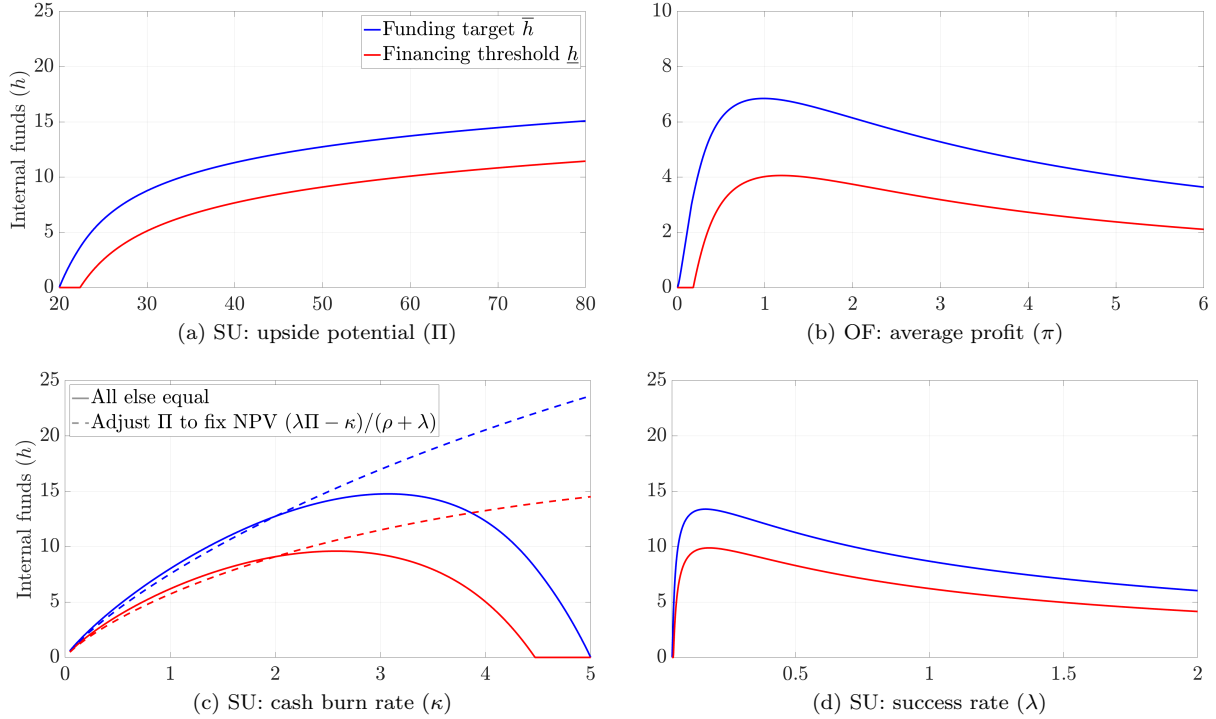 25
20
15
10
5
0
Internal funds (h)
Funding target h̅
Financing threshold h̲
20 30 40 50 60 70 80
(a) SU: upside potential (Π)
10
8
6
4
2
0
0 1 2 3 4 5 6
(b) OF: average profit (π)
25
20
15
10
5
0
Internal funds (h)
All else equal
Adjust Π to fix NPV (λΠ − κ)/(ρ + λ)
0 1 2 3 4 5
(c) SU: cash burn rate (κ)
25
20
15
10
5
0
0.5 1 1.5 2
(d) SU: success rate (λ)